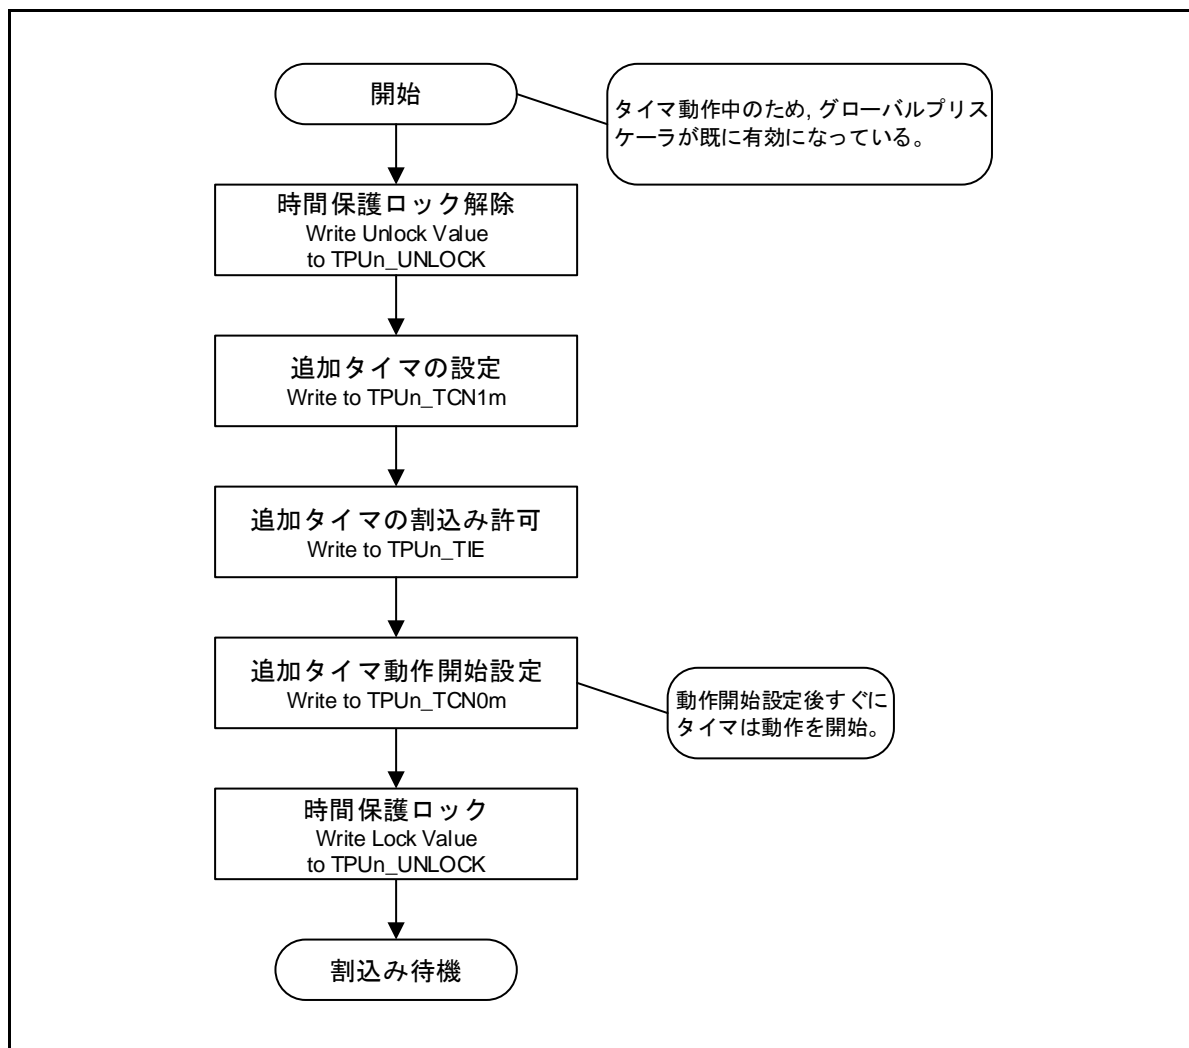 開始
タイマ動作中のため, グローバルプリス
ケーラが既に有効になっている。
時間保護ロック解除
Write Unlock Value
to TPUn_UNLOCK
追加タイマの設定
Write to TPUn_TCN1m
追加タイマの割込み許可
Write to TPUn_TIE
追加タイマ動作開始設定
Write to TPUn_TCN0m
動作開始設定後すぐに
タイマは動作を開始。
時間保護ロック
Write Lock Value
to TPUn_UNLOCK
割込み待機